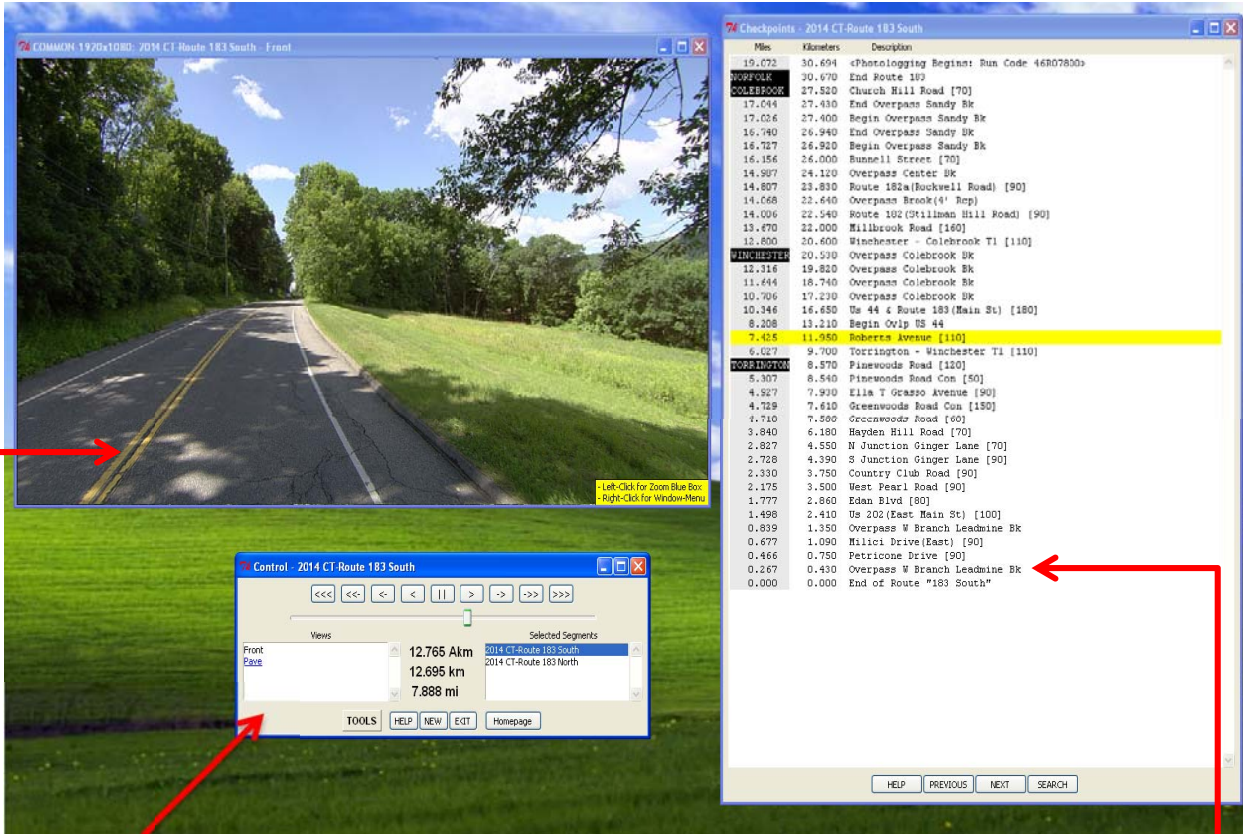 COMMON 1920x1080: 2014 CT-Route 183 South - Front
- Left-Click for Zoom Blue Box
- Right-Click for Window-Menu
Control - 2014 CT-Route 183 South
<<< <<- <- < || > -> ->> >>>
Views
Selected Segments
Front
Pave
12.765 Akm
12.695 km
7.888 mi
2014 CT-Route 183 South
2014 CT-Route 183 North
TOOLS HELP NEW EXIT Homepage
Checkpoints - 2014 CT-Route 183 South
Miles Kilometers Description
19.072 30.694 <Photologging Begins: Run Code 46R07800>
NORFOLK 30.670 End Route 183
COLEBROOK 27.520 Church Hill Road [70]
17.044 27.430 End Overpass Sandy Bk
17.026 27.400 Begin Overpass Sandy Bk
16.740 26.940 End Overpass Sandy Bk
16.727 26.920 Begin Overpass Sandy Bk
16.156 26.000 Bunnell Street [70]
14.987 24.120 Overpass Center Bk
14.807 23.830 Route 182a(Rockwell Road) [90]
14.068 22.640 Overpass Brook(4' Rcp)
14.006 22.540 Route 182(Stillman Hill Road) [90]
13.670 22.000 Millbrook Road [160]
12.800 20.600 Winchester - Colebrook Tl [110]
WINCHESTER 20.530 Overpass Colebrook Bk
12.316 19.820 Overpass Colebrook Bk
11.644 18.740 Overpass Colebrook Bk
10.706 17.230 Overpass Colebrook Bk
10.346 16.650 Us 44 & Route 183(Main St) [180]
8.208 13.210 Begin Ovlp US 44
7.425 11.950 Roberts Avenue [110]
6.027 9.700 Torrington - Winchester Tl [110]
TORRINGTON 8.570 Pinewoods Road [120]
5.307 8.540 Pinewoods Road Con [50]
4.927 7.930 Ella T Grasso Avenue [90]
4.729 7.610 Greenwoods Road Con [150]
4.710 7.580 Greenwoods Road [60]
3.840 6.180 Hayden Hill Road [70]
2.827 4.550 N Junction Ginger Lane [70]
2.728 4.390 S Junction Ginger Lane [90]
2.330 3.750 Country Club Road [90]
2.175 3.500 West Pearl Road [90]
1.777 2.860 Edan Blvd [80]
1.498 2.410 Us 202(East Main St) [100]
0.839 1.350 Overpass W Branch Leadmine Bk
0.677 1.090 Milici Drive(East) [90]
0.466 0.750 Petricone Drive [90]
0.267 0.430 Overpass W Branch Leadmine Bk
0.000 0.000 End of Route "183 South"
HELP PREVIOUS NEXT SEARCH